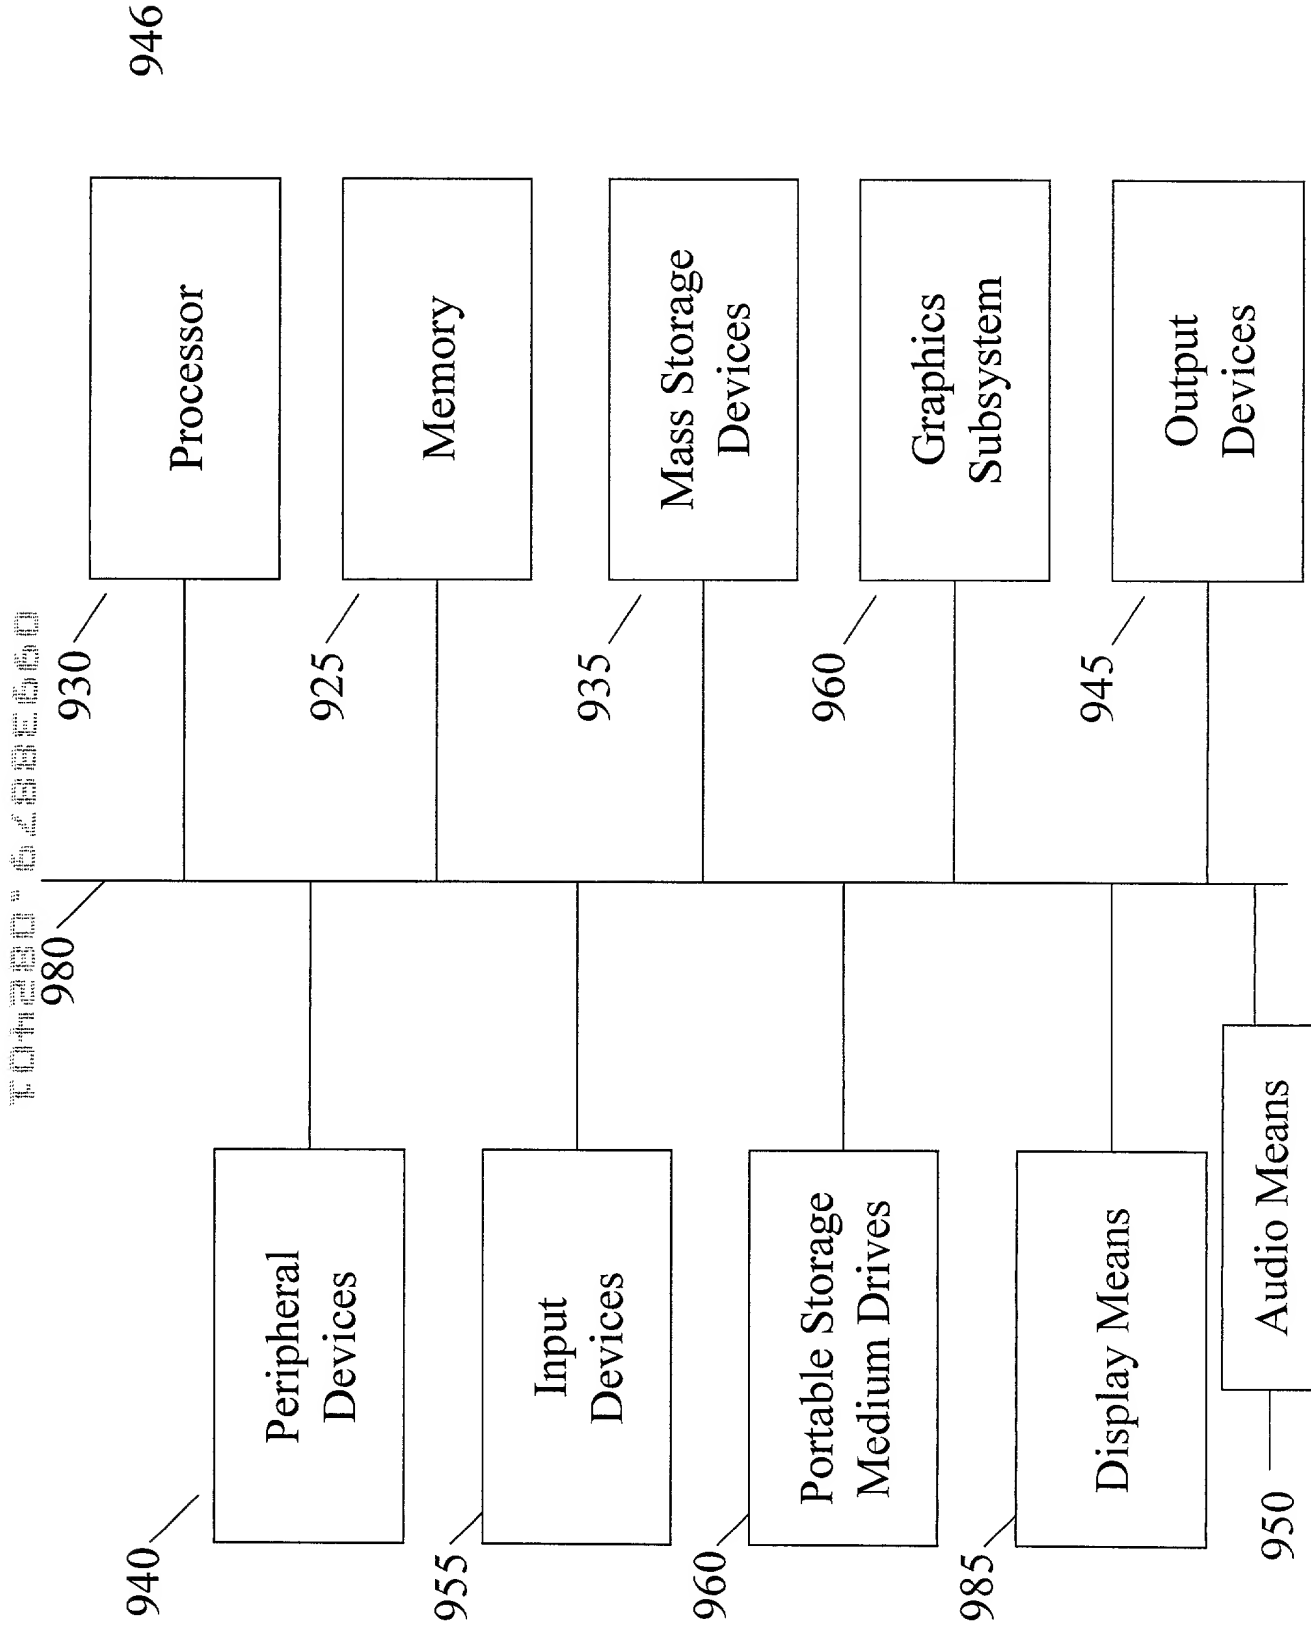 946
930
Processor
925
Memory
935
Mass Storage
Devices
960
Graphics
Subsystem
945
Output
Devices
980
940
Peripheral
Devices
955
Input
Devices
960
Portable Storage
Medium Drives
985
Display Means
950
Audio Means